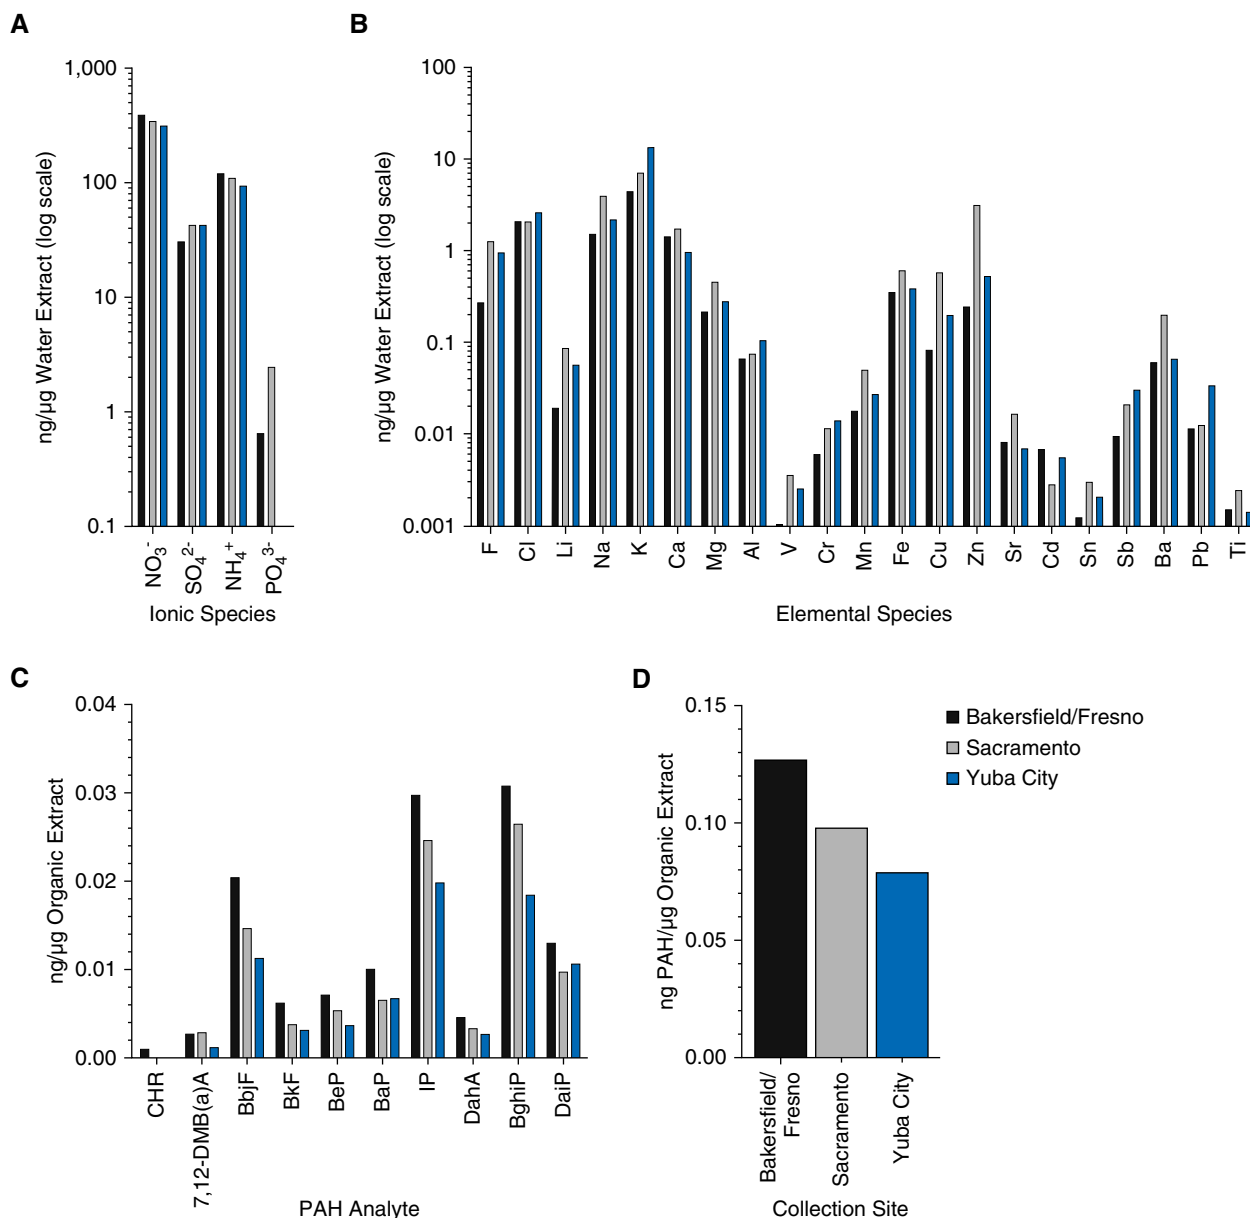 A
ng/µg Water Extract (log scale)
1,000
100
10
1
0.1
NO₃⁻
SO₄²⁻
NH₄⁺
PO₄³⁻
Ionic Species
B
ng/µg Water Extract (log scale)
100
10
1
0.1
0.01
0.001
F
Cl
Li
Na
K
Ca
Mg
Al
V
Cr
Mn
Fe
Cu
Zn
Sr
Cd
Sn
Sb
Ba
Pb
Ti
Elemental Species
C
ng/µg Organic Extract
0.04
0.03
0.02
0.01
0.00
CHR
7,12-DMB(a)A
BbjF
BkF
BeP
BaP
IP
DahA
BghiP
DaiP
PAH Analyte
D
ng PAH/µg Organic Extract
0.15
0.10
0.05
0.00
Bakersfield/
Fresno
Sacramento
Yuba City
Collection Site
Bakersfield/Fresno
Sacramento
Yuba City